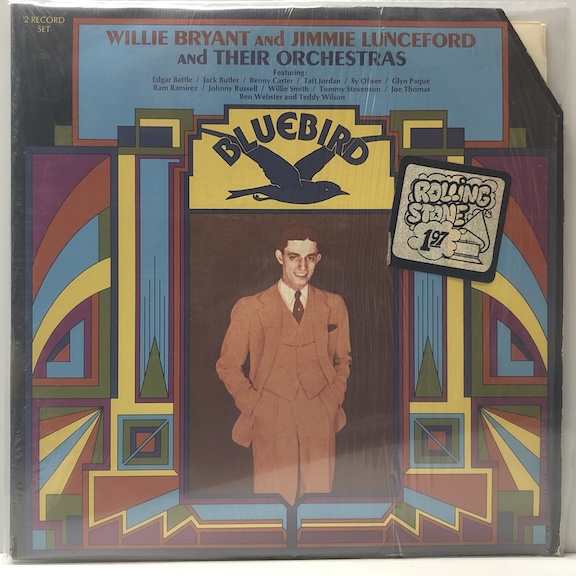 2 RECORD
SET
WILLIE BRYANT and JIMMIE LUNCEFORD
and THEIR ORCHESTRAS
Featuring:
Edgar Battle / Jack Butler / Benny Carter / Taft Jordan / Sy Oliver / Glyn Paque
Ram Ramirez / Johnny Russell / Willie Smith / Tommy Stevenson / Joe Thomas
Ben Webster and Teddy Wilson
BLUEBIRD
ROLLING
STONE
197